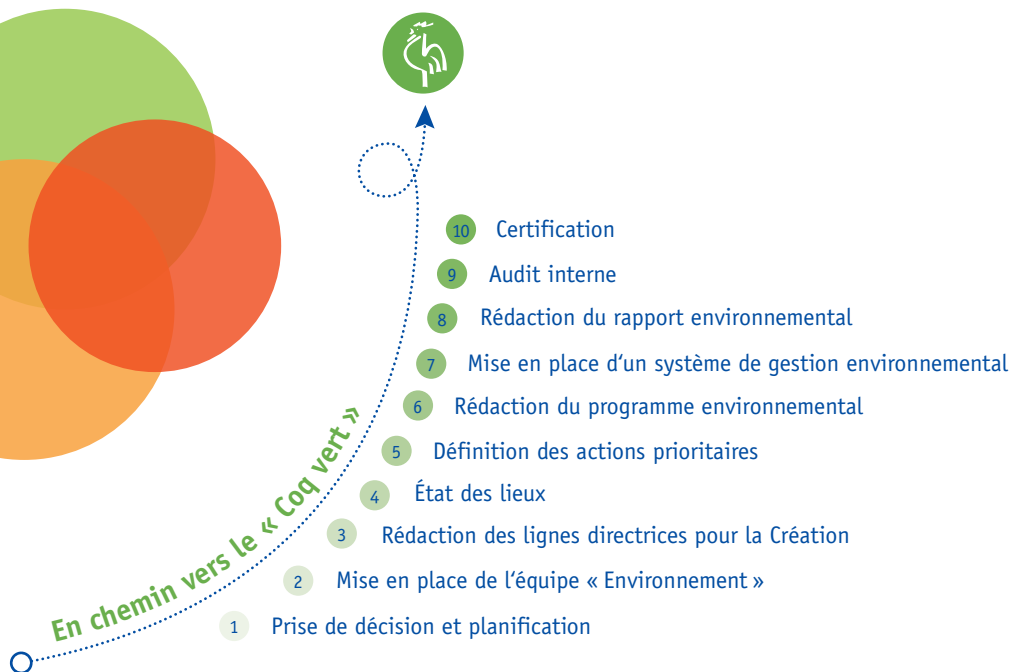 10 Certification
9 Audit interne
8 Rédaction du rapport environnemental
7 Mise en place d‘un système de gestion environnemental
6 Rédaction du programme environnemental
5 Définition des actions prioritaires
4 État des lieux
3 Rédaction des lignes directrices pour la Création
2 Mise en place de l‘équipe « Environnement »
1 Prise de décision et planification
En chemin vers le « Coq vert »